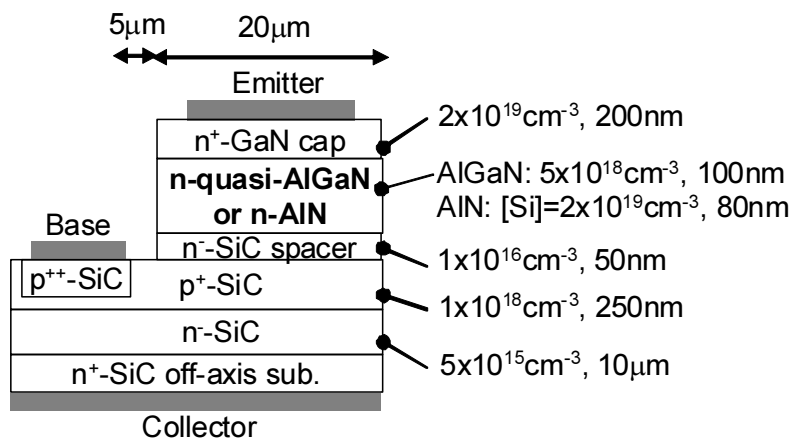 5μm 20μm
Emitter
n⁺-GaN cap
2x10¹⁹cm⁻³, 200nm
n-quasi-AlGaN
or n-AlN
AlGaN: 5x10¹⁸cm⁻³, 100nm
AlN: [Si]=2x10¹⁹cm⁻³, 80nm
Base
n⁻-SiC spacer
1x10¹⁶cm⁻³, 50nm
p⁺⁺-SiC
p⁺-SiC
1x10¹⁸cm⁻³, 250nm
n⁻-SiC
5x10¹⁵cm⁻³, 10μm
n⁺-SiC off-axis sub.
Collector